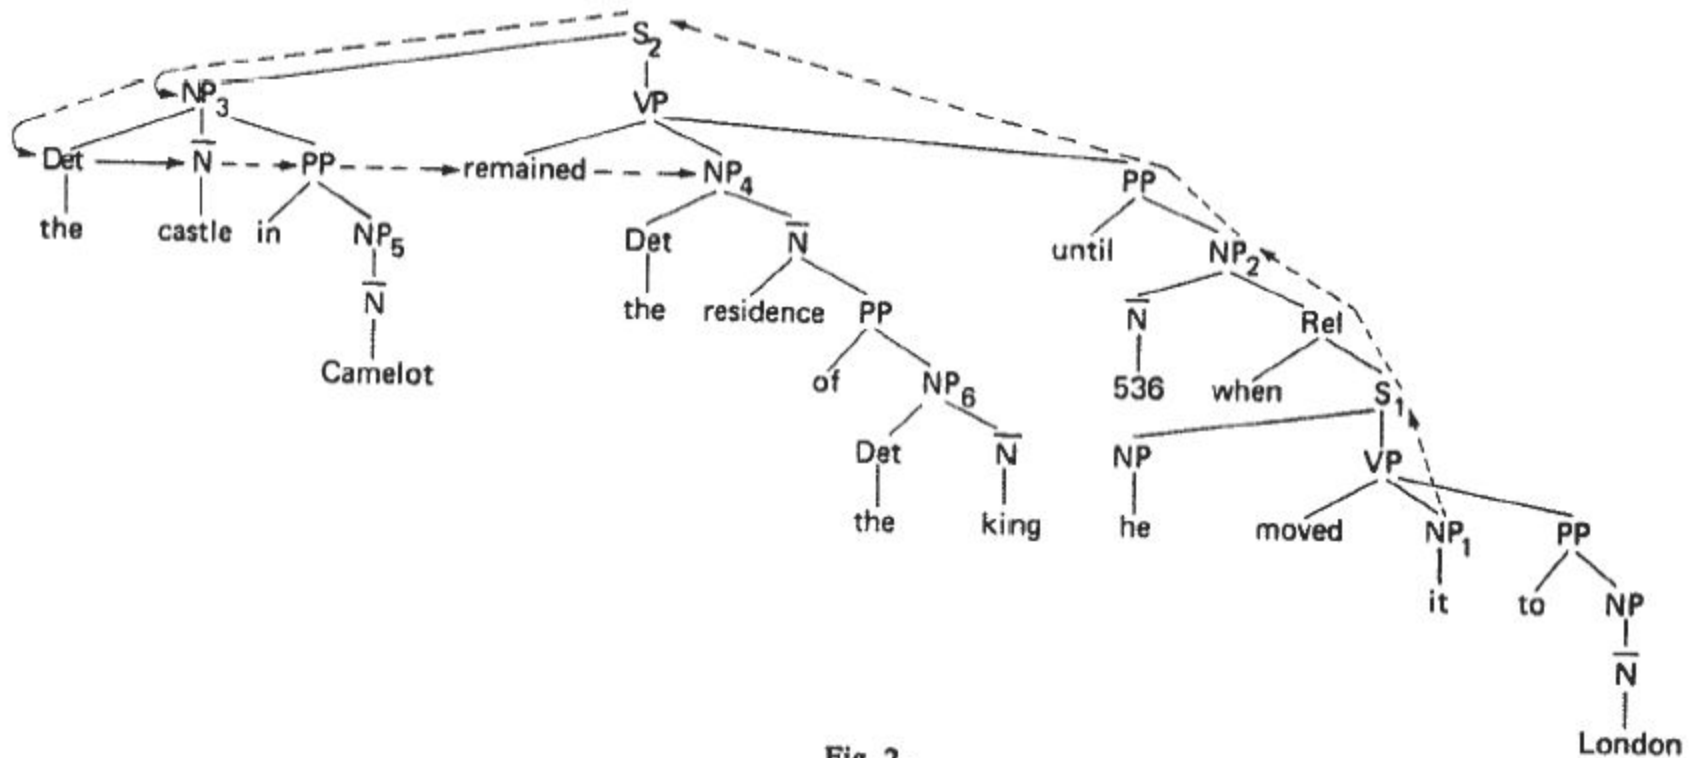 S2
NP3 VP
Det N̅ PP remained NP4 PP
the castle in NP5 Det N̅ until NP2
N̅ the residence PP N̅ Rel
Camelot of NP6 536 when S1
Det N̅ NP VP
the king he moved NP1 PP
it to NP
N̅
London
Fig. 2